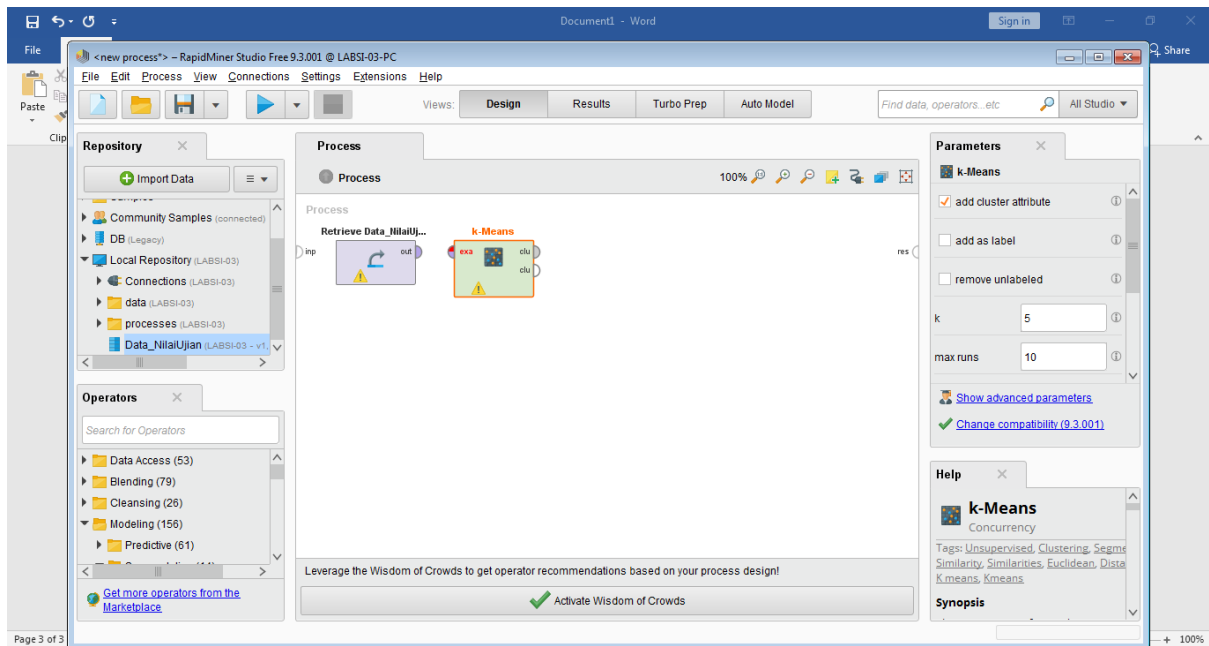 Document1 - Word
Sign in
File
Share
Paste
Clip
<new process*> – RapidMiner Studio Free 9.3.001 @ LABSI-03-PC
File Edit Process View Connections Settings Extensions Help
Views: Design Results Turbo Prep Auto Model
Find data, operators...etc
All Studio
Repository
Import Data
Community Samples (connected)
DB (Legacy)
Local Repository (LABSI-03)
Connections (LABSI-03)
data (LABSI-03)
processes (LABSI-03)
Data_NilaiUjian (LABSI-03 - v1,
Operators
Search for Operators
Data Access (53)
Blending (79)
Cleansing (26)
Modeling (156)
Predictive (61)
Get more operators from the
Marketplace
Process
Process
100%
Process
Retrieve Data_NilaiUj...
k-Means
inp
out
exa
clu
clu
res
Leverage the Wisdom of Crowds to get operator recommendations based on your process design!
Activate Wisdom of Crowds
Parameters
k-Means
add cluster attribute
add as label
remove unlabeled
k 5
max runs 10
Show advanced parameters
Change compatibility (9.3.001)
Help
k-Means
Concurrency
Tags: Unsupervised, Clustering, Segme
Similarity, Similarities, Euclidean, Dista
K means, Kmeans
Synopsis
Page 3 of 3
100%